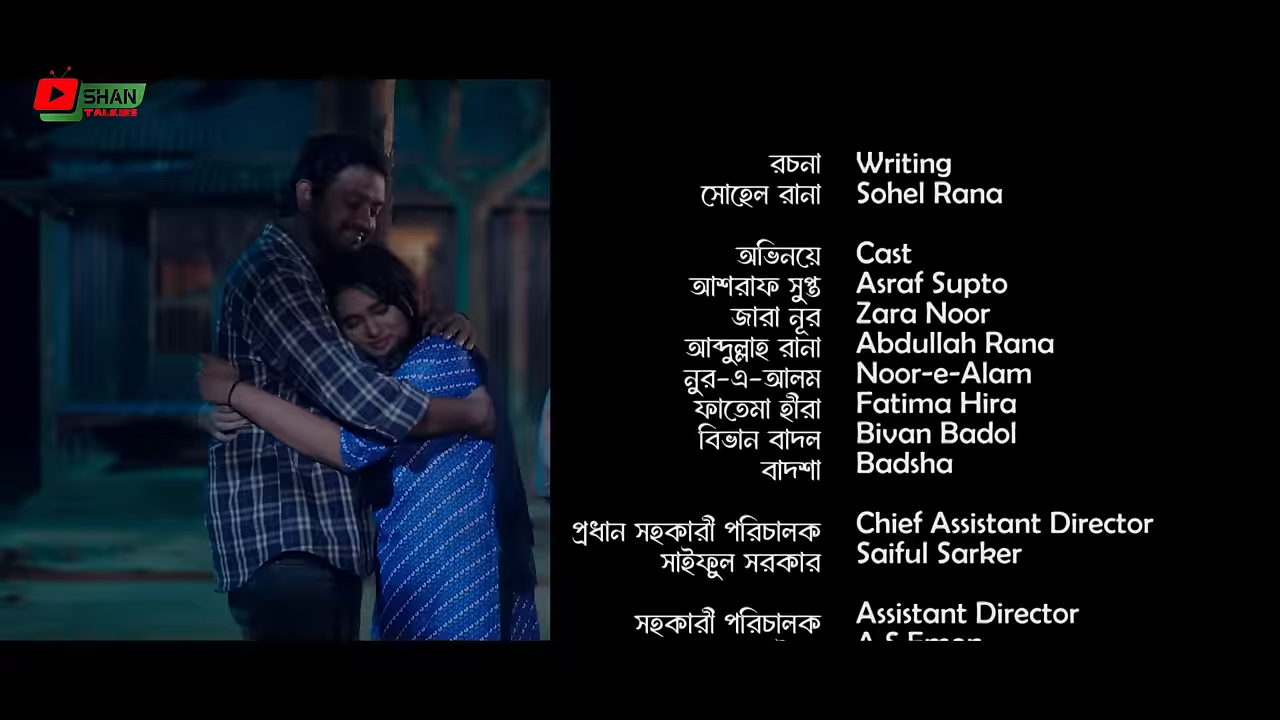 SHAN
TALKIES
রচনা Writing
সোহেল রানা Sohel Rana
অভিনয়ে Cast
আশরাফ সুপ্ত Asraf Supto
জারা নূর Zara Noor
আব্দুল্লাহ রানা Abdullah Rana
নুর-এ-আলম Noor-e-Alam
ফাতেমা হীরা Fatima Hira
বিভান বাদল Bivan Badol
বাদশা Badsha
প্রধান সহকারী পরিচালক Chief Assistant Director
সাইফুল সরকার Saiful Sarker
সহকারী পরিচালক Assistant Director